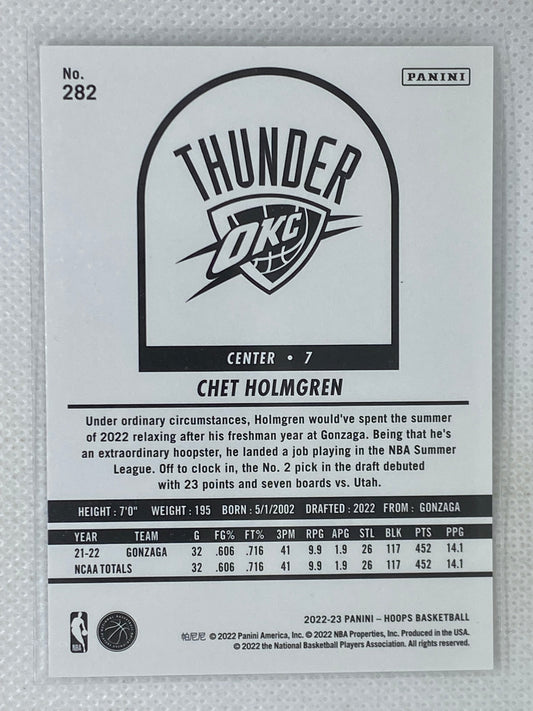 No.
282
PANINI
THUNDER
OKC
CENTER • 7
CHET HOLMGREN
Under ordinary circumstances, Holmgren would've spent the summer
of 2022 relaxing after his freshman year at Gonzaga. Being that he's
an extraordinary hoopster, he landed a job playing in the NBA Summer
League. Off to clock in, the No. 2 pick in the draft debuted
with 23 points and seven boards vs. Utah.
HEIGHT: 7'0" WEIGHT: 195 BORN: 5/1/2002 DRAFTED: 2022 FROM: GONZAGA
YEAR TEAM G FG% FT% 3PM RPG APG STL BLK PTS PPG
21-22 GONZAGA 32 .606 .716 41 9.9 1.9 26 117 452 14.1
NCAA TOTALS 32 .606 .716 41 9.9 1.9 26 117 452 14.1
2022-23 PANINI – HOOPS BASKETBALL
帕尼尼 © 2022 Panini America, Inc. © 2022 NBA Properties, Inc. Produced in the USA.
© 2022 the National Basketball Players Association. All rights reserved.
NBA